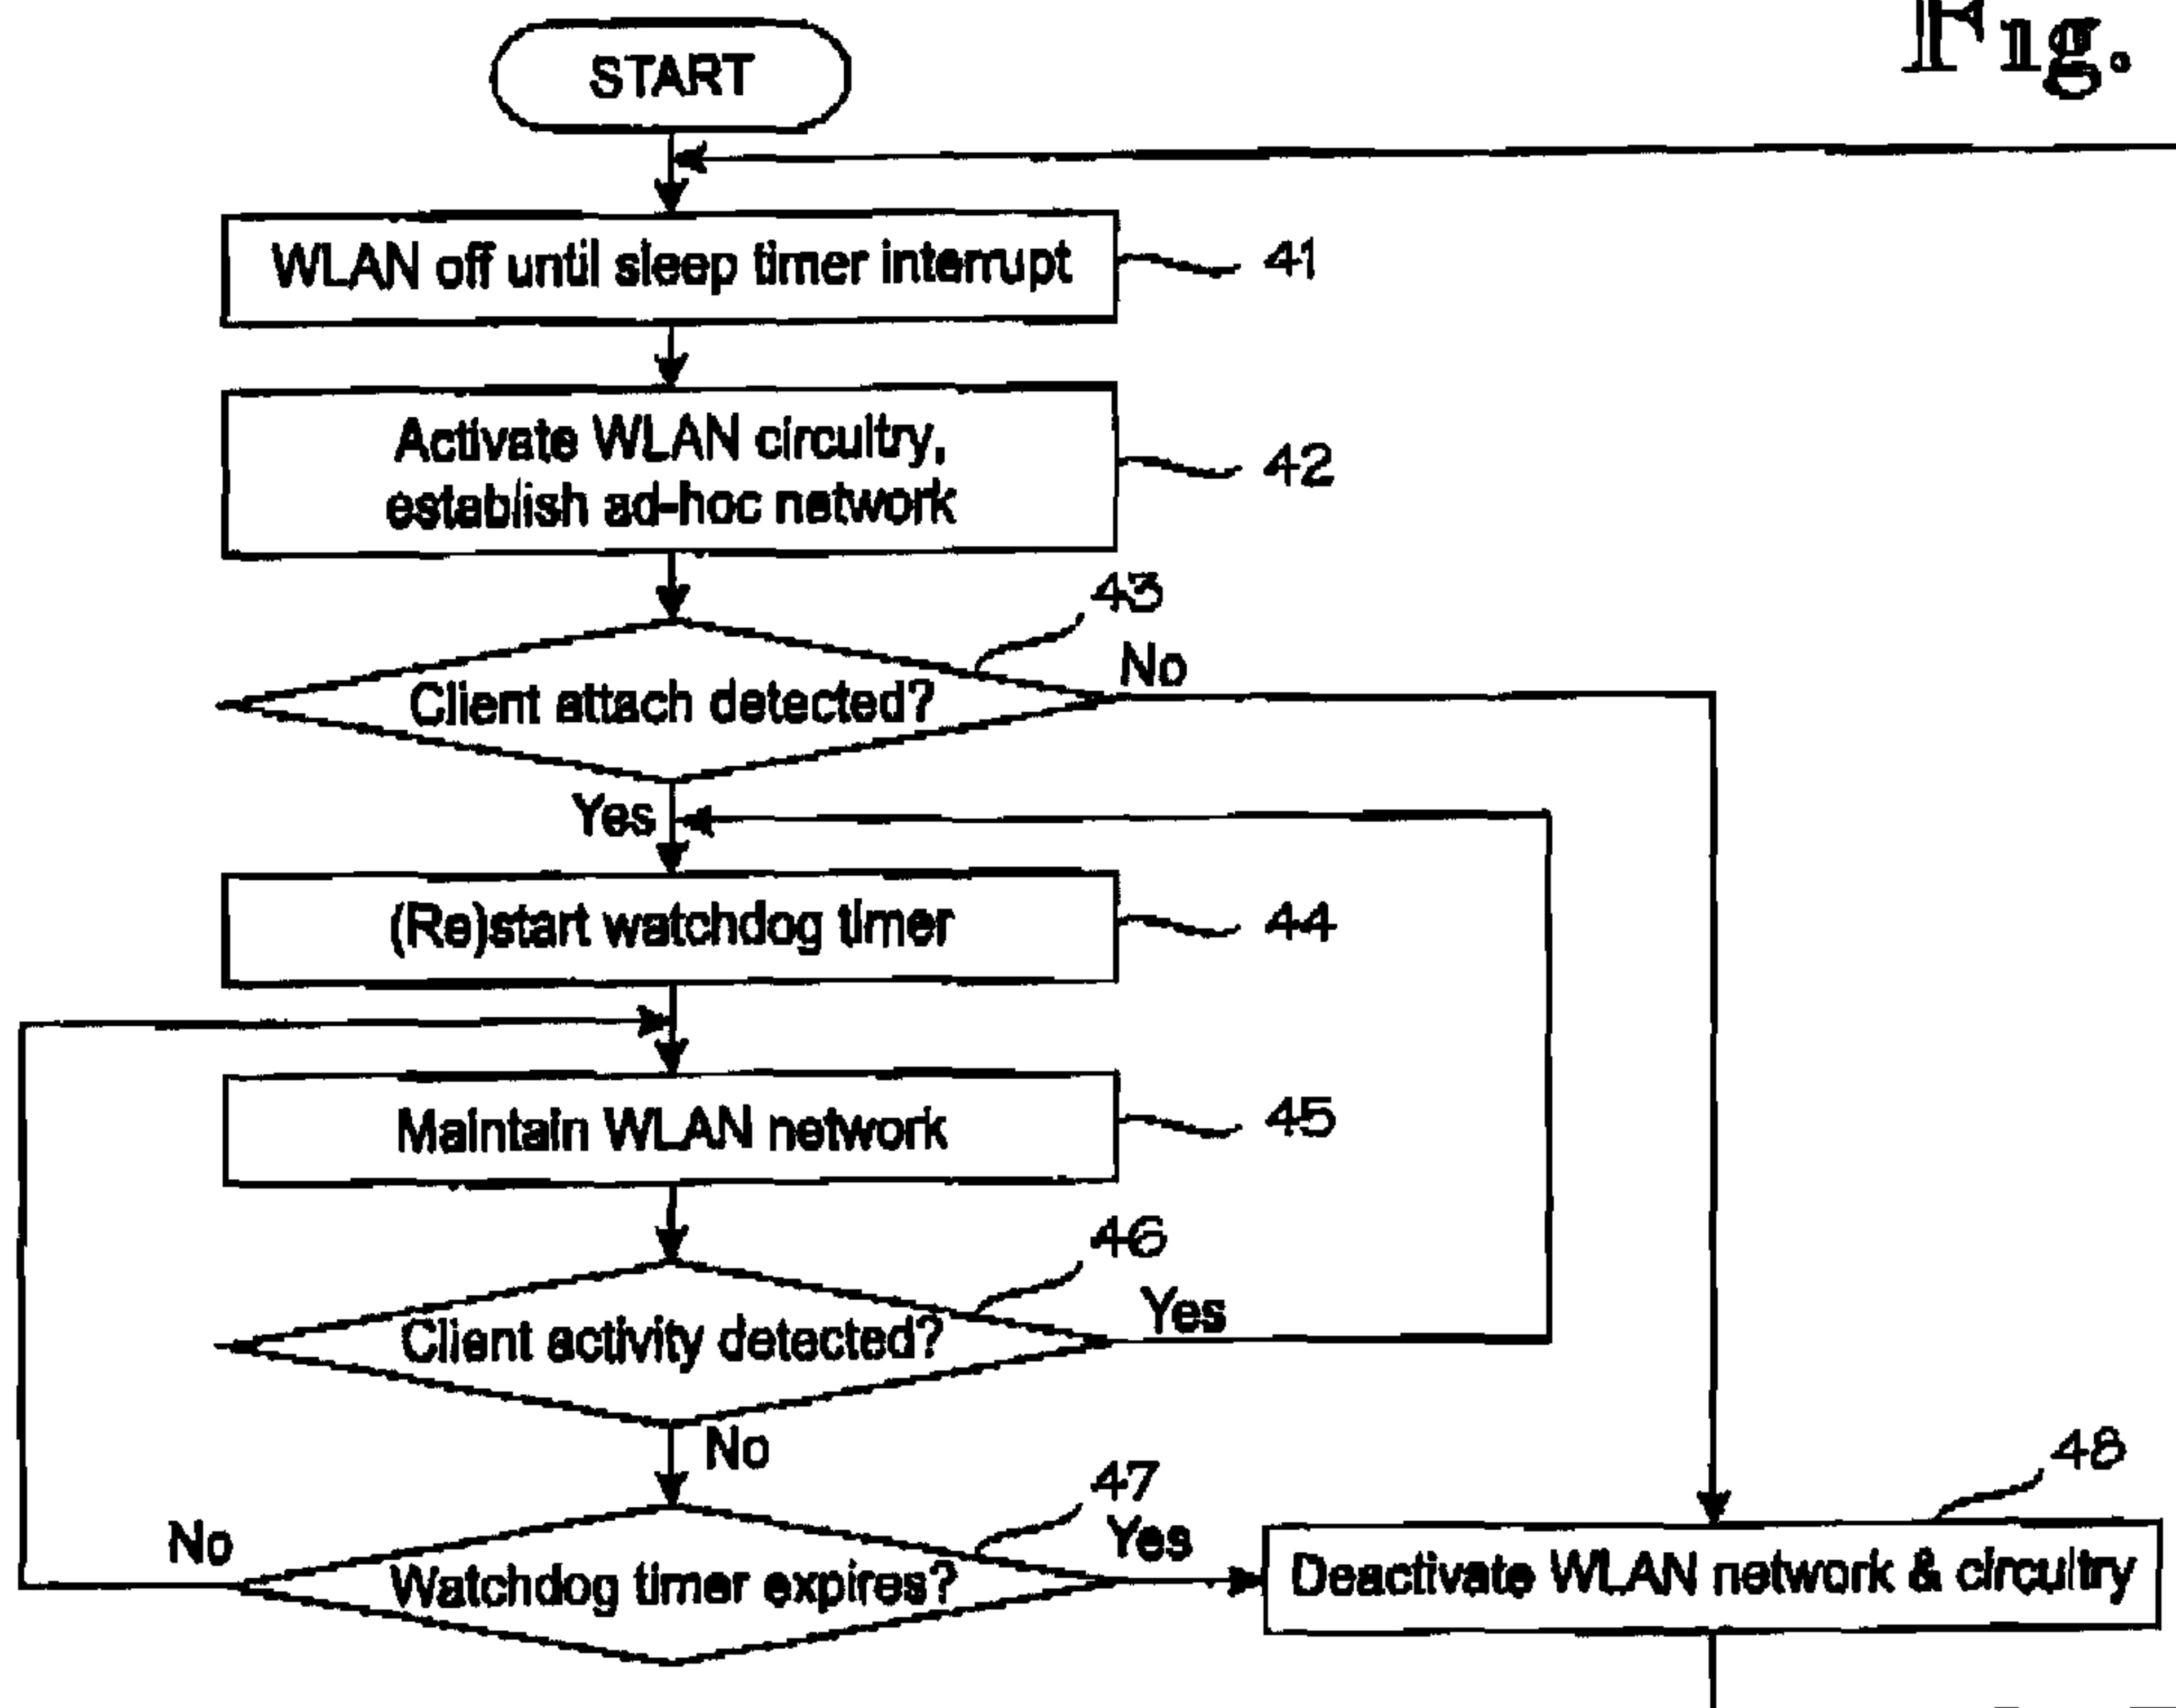 Fig.
START
WLAN off until sleep timer interrupt
41
Activate WLAN circuitry,
establish ad-hoc network
42
43
Client attach detected?
No
Yes
(Re)start watchdog timer
44
Maintain WLAN network
45
46
Client activity detected?
Yes
No
47
Watchdog timer expires?
No
Yes
48
Deactivate WLAN network & circuitry